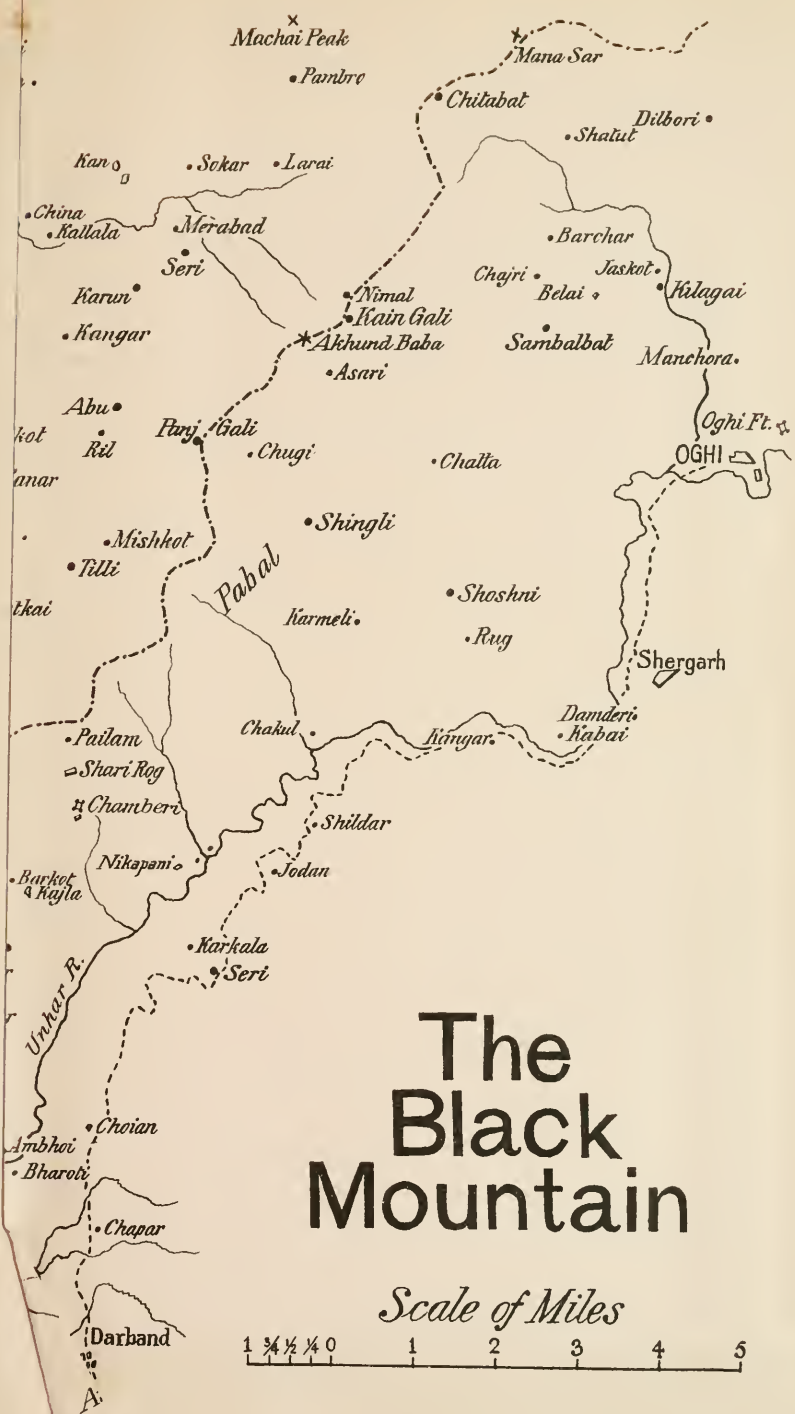 Machai Peak
Pambro
Mana Sar
Chitabat
Dilbori
Shatut
Kan
Sokar
Larai
China
Kallala
Merabad
Seri
Karun
Kangar
Barchar
Chajri
Jaskot
Belai
Kilagai
Nimal
Kain Gali
Akhund Baba
Asari
Sambalbat
Manchora
Abu
Ril
Panj Gali
Chugi
Chatta
Oghi Ft.
OGHI
kot
anar
Mishkot
Tilli
Shingli
Pabal
tkai
Karmeli
Shoshni
Rug
Shergarh
Pailam
Shari Rog
Chamberi
Chakul
Kangar
Damderi
Kabai
Shildar
Nikapani
Jodan
Barkot
Kajla
Karkala
Seri
Unhar R.
Choian
Ambhoi
Bharoti
Chapar
Darband
A
The
Black
Mountain
Scale of Miles
1 ¾ ½ ¼ 0 1 2 3 4 5